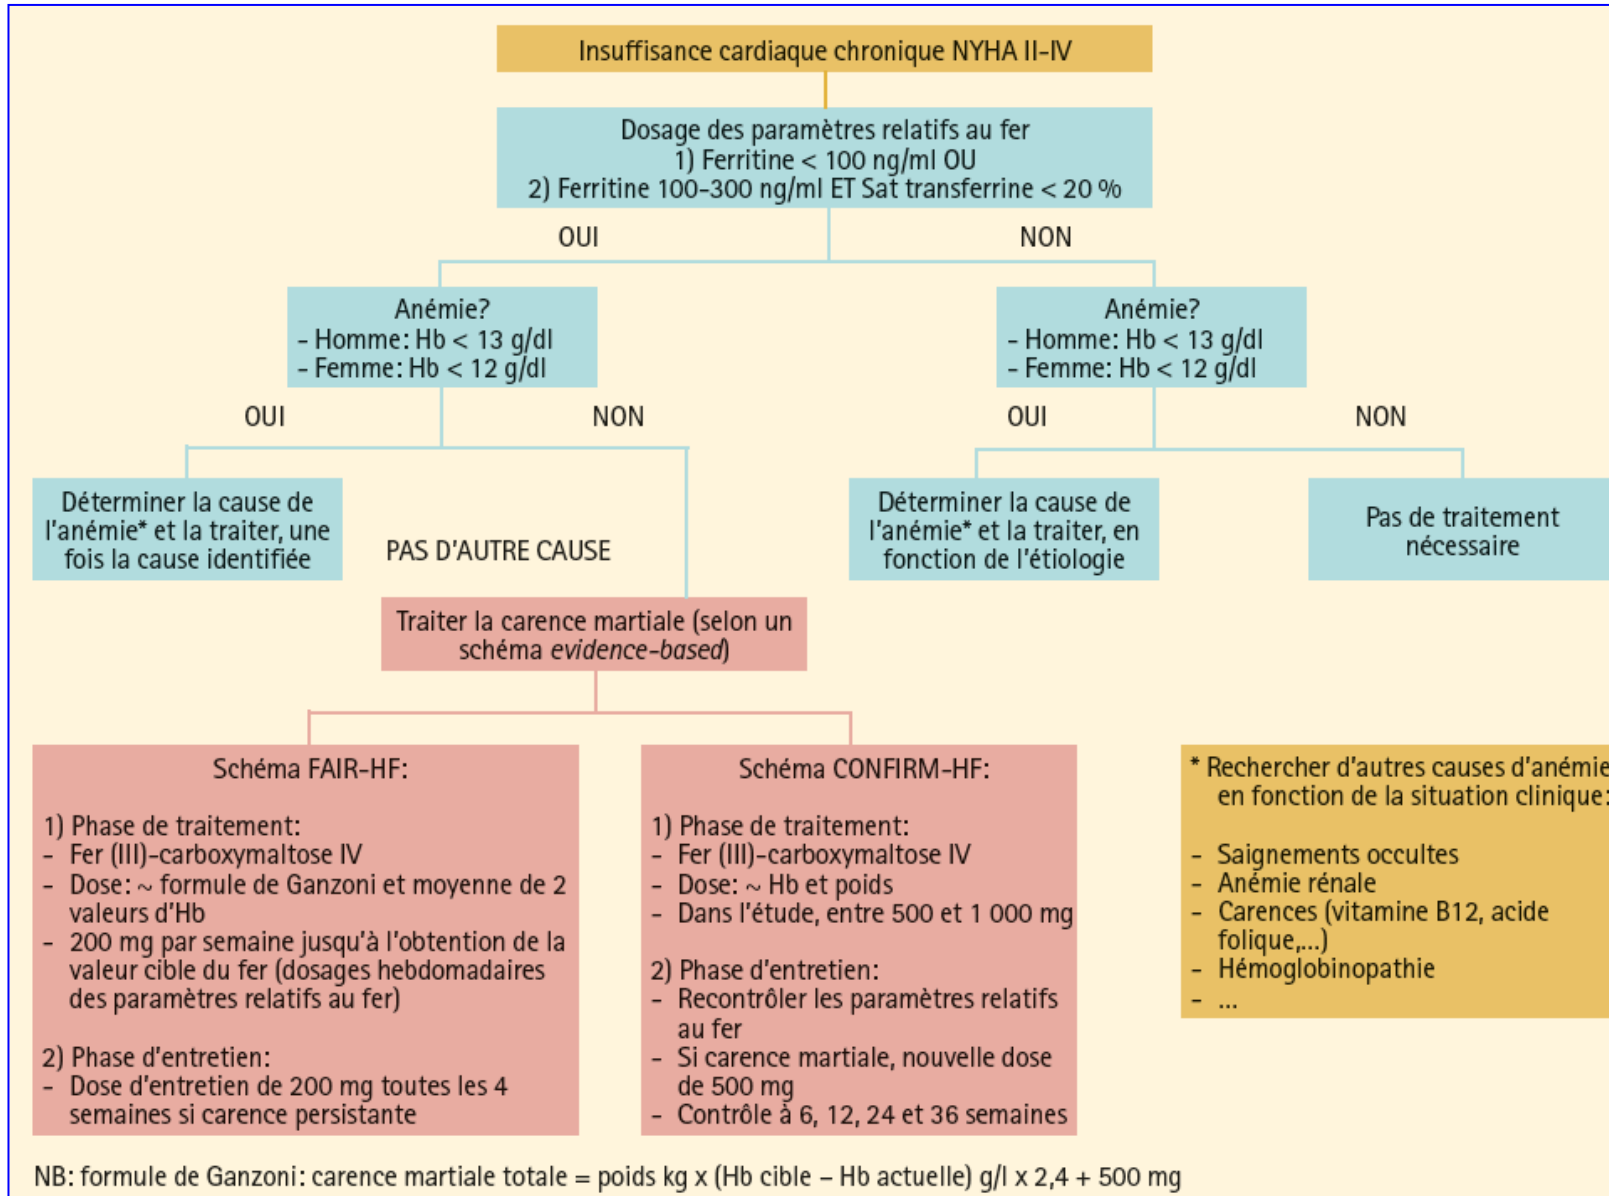 Insuffisance cardiaque chronique NYHA II-IV
Dosage des paramètres relatifs au fer
1) Ferritine < 100 ng/ml OU
2) Ferritine 100-300 ng/ml ET Sat transferrine < 20 %
OUI
NON
Anémie?
- Homme: Hb < 13 g/dl
- Femme: Hb < 12 g/dl
Anémie?
- Homme: Hb < 13 g/dl
- Femme: Hb < 12 g/dl
OUI
NON
OUI
NON
Déterminer la cause de
l'anémie* et la traiter, une
fois la cause identifiée
PAS D'AUTRE CAUSE
Déterminer la cause de
l'anémie* et la traiter, en
fonction de l'étiologie
Pas de traitement
nécessaire
Traiter la carence martiale (selon un
schéma evidence-based)
Schéma FAIR-HF:
1) Phase de traitement:
- Fer (III)-carboxymaltose IV
- Dose: ~ formule de Ganzoni et moyenne de 2
valeurs d'Hb
- 200 mg par semaine jusqu'à l'obtention de la
valeur cible du fer (dosages hebdomadaires
des paramètres relatifs au fer)
2) Phase d'entretien:
- Dose d'entretien de 200 mg toutes les 4
semaines si carence persistante
Schéma CONFIRM-HF:
1) Phase de traitement:
- Fer (III)-carboxymaltose IV
- Dose: ~ Hb et poids
- Dans l'étude, entre 500 et 1 000 mg
2) Phase d'entretien:
- Recontrôler les paramètres relatifs
au fer
- Si carence martiale, nouvelle dose
de 500 mg
- Contrôle à 6, 12, 24 et 36 semaines
* Rechercher d'autres causes d'anémie
en fonction de la situation clinique:
- Saignements occultes
- Anémie rénale
- Carences (vitamine B12, acide
folique,...)
- Hémoglobinopathie
- ...
NB: formule de Ganzoni: carence martiale totale = poids kg x (Hb cible – Hb actuelle) g/l x 2,4 + 500 mg